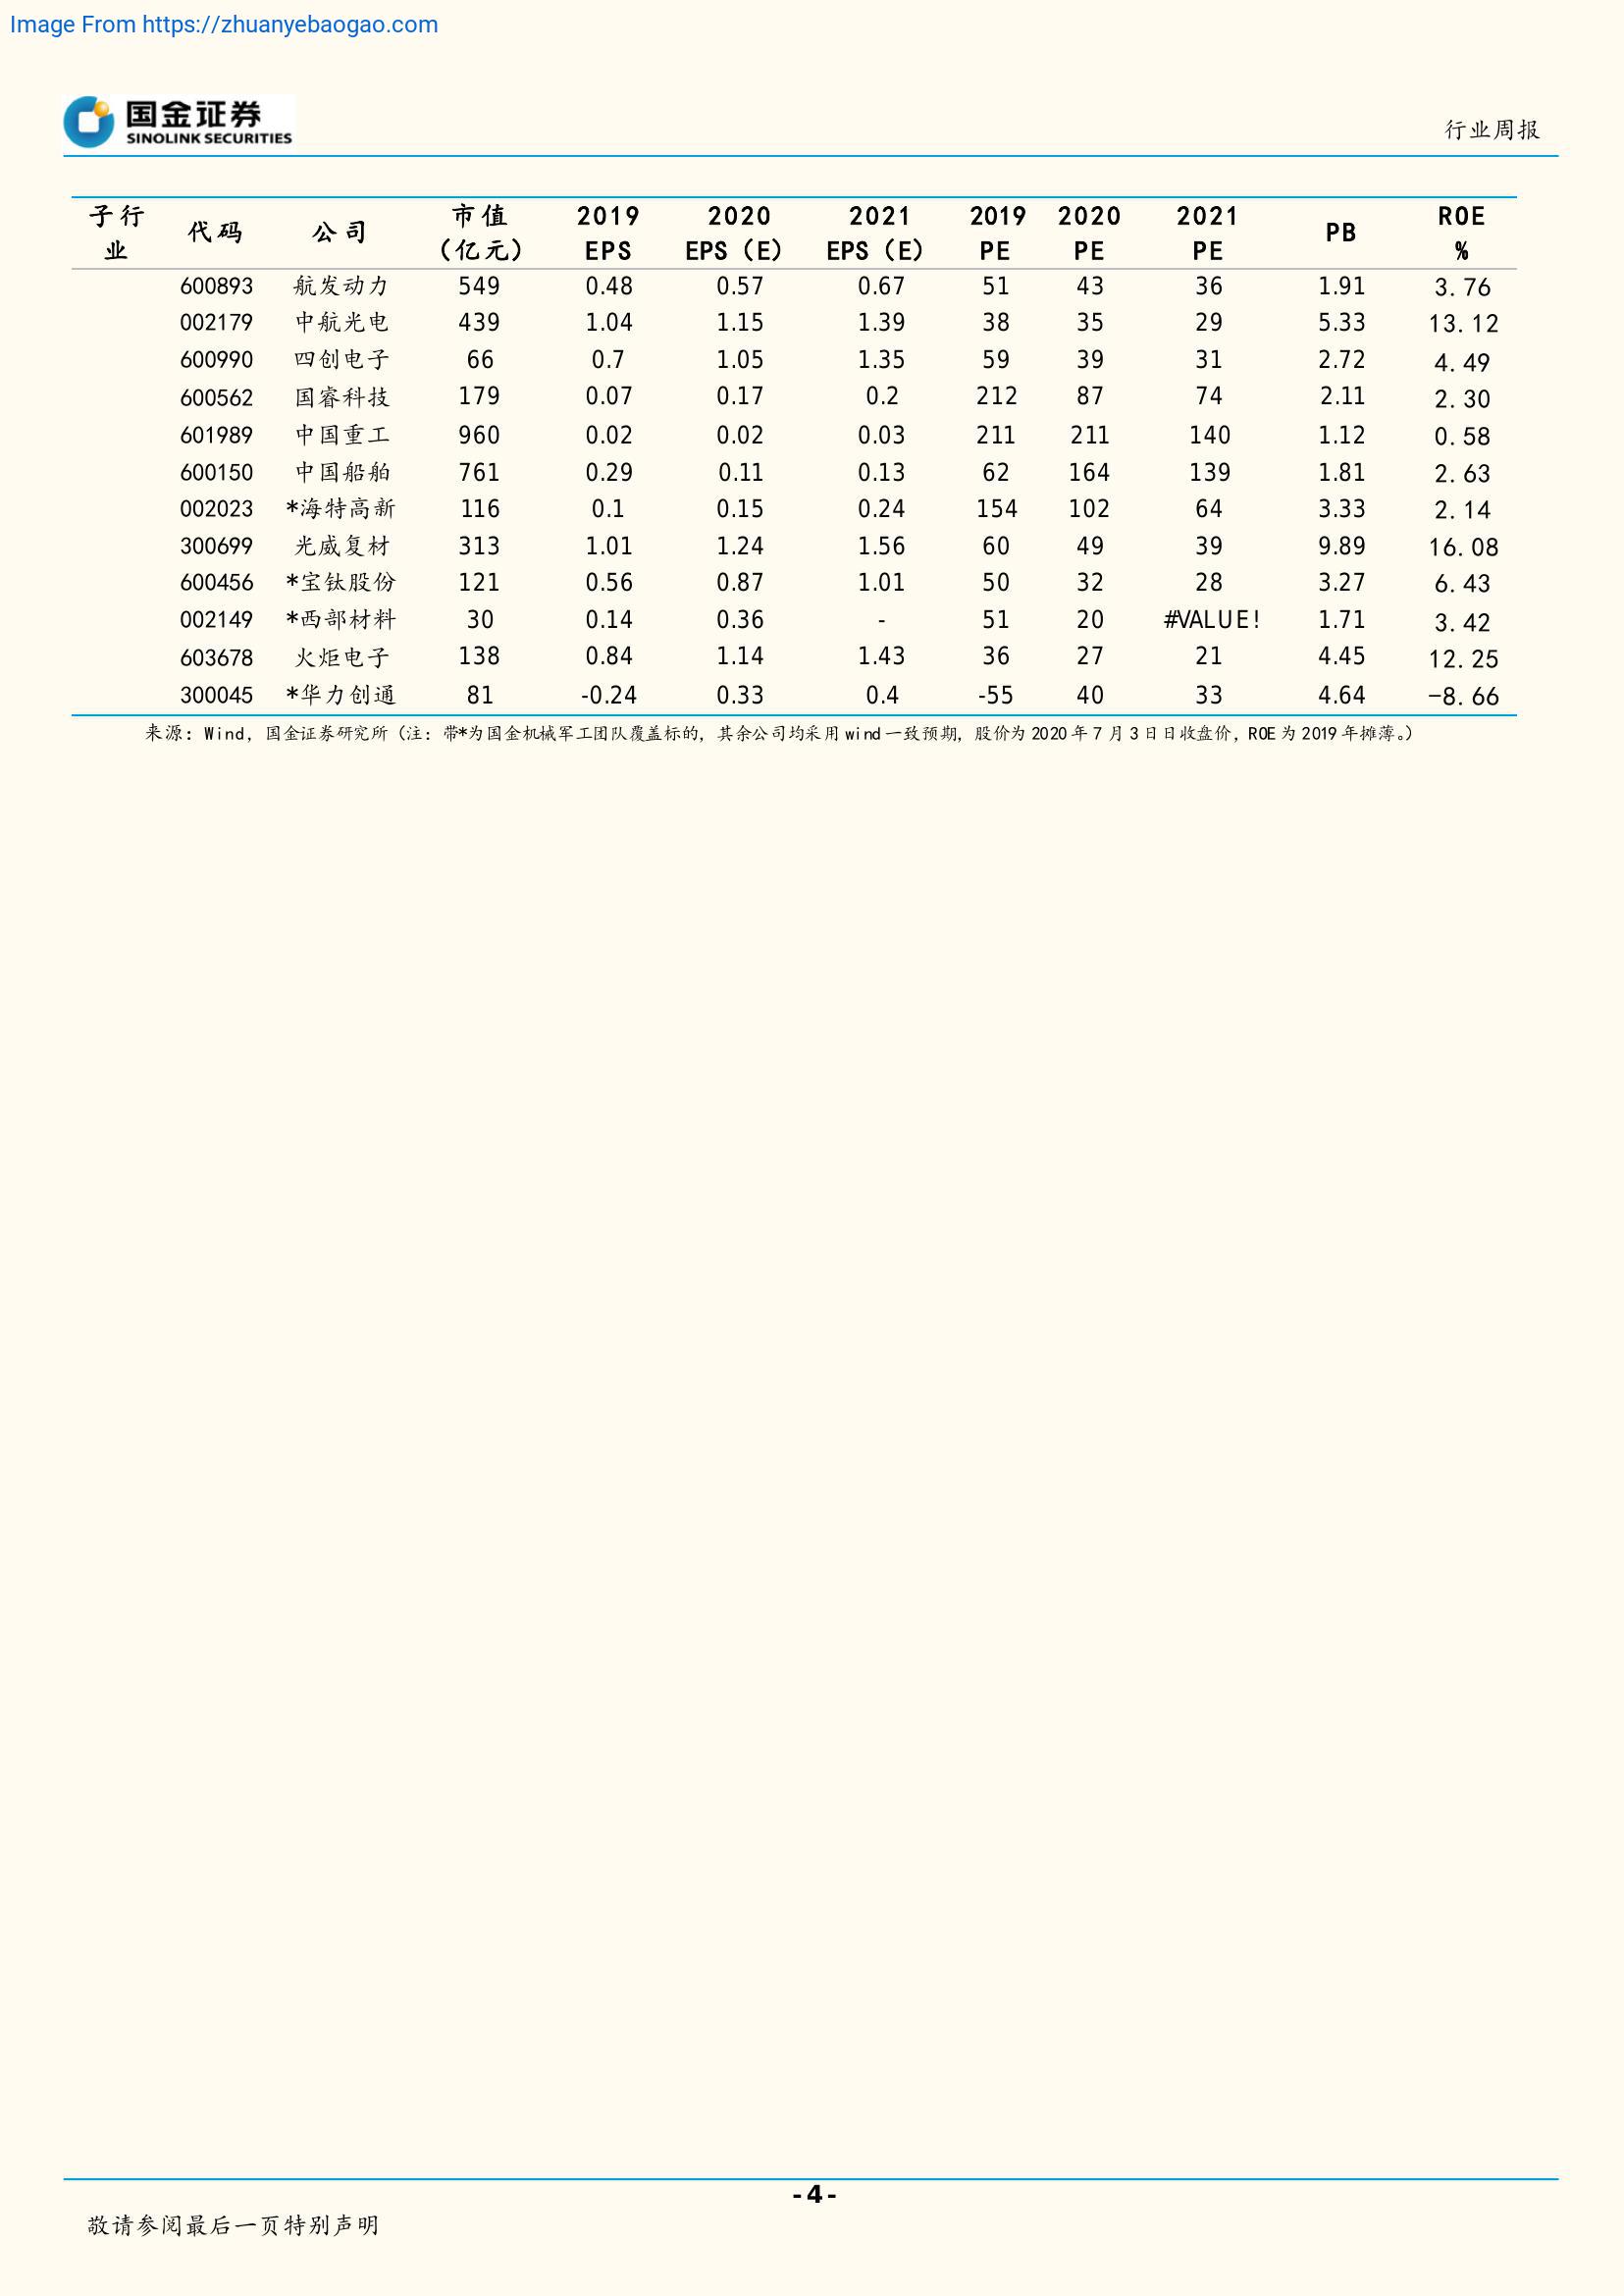 Image From https://zhuanyebaogao.com
国金证券
SINOLINK SECURITIES
行业周报
子行业 代码 公司 市值（亿元） 2019 EPS 2020 EPS（E） 2021 EPS（E） 2019 PE 2020 PE 2021 PE PB ROE %
600893 航发动力 549 0.48 0.57 0.67 51 43 36 1.91 3.76
002179 中航光电 439 1.04 1.15 1.39 38 35 29 5.33 13.12
600990 四创电子 66 0.7 1.05 1.35 59 39 31 2.72 4.49
600562 国睿科技 179 0.07 0.17 0.2 212 87 74 2.11 2.30
601989 中国重工 960 0.02 0.02 0.03 211 211 140 1.12 0.58
600150 中国船舶 761 0.29 0.11 0.13 62 164 139 1.81 2.63
002023 *海特高新 116 0.1 0.15 0.24 154 102 64 3.33 2.14
300699 光威复材 313 1.01 1.24 1.56 60 49 39 9.89 16.08
600456 *宝钛股份 121 0.56 0.87 1.01 50 32 28 3.27 6.43
002149 *西部材料 30 0.14 0.36 - 51 20 #VALUE! 1.71 3.42
603678 火炬电子 138 0.84 1.14 1.43 36 27 21 4.45 12.25
300045 *华力创通 81 -0.24 0.33 0.4 -55 40 33 4.64 -8.66
来源：Wind，国金证券研究所（注：带*为国金机械军工团队覆盖标的，其余公司均采用 wind 一致预期，股价为 2020 年 7 月 3 日日收盘价，ROE 为 2019 年摊薄。）
- 4 -
敬请参阅最后一页特别声明